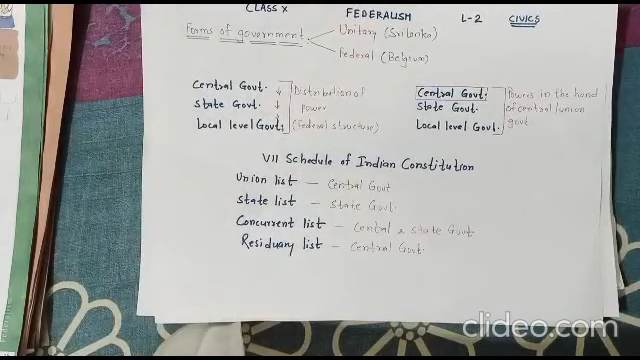 CLASS X FEDERALISM L-2 CIVICS
Forms of government Unitary (Sri Lanka)
Federal (Belgium)
Central Govt. Distribution of
State Govt. power
Local level Govt. (Federal structure)
Central Govt. Powers in the hand
State Govt. of central/union
Local level Govt. govt
VII Schedule of Indian Constitution
Union list – Central Govt
State list – State Govt.
Concurrent list – Central & State Govt
Residuary list – Central Govt.
clideo.com